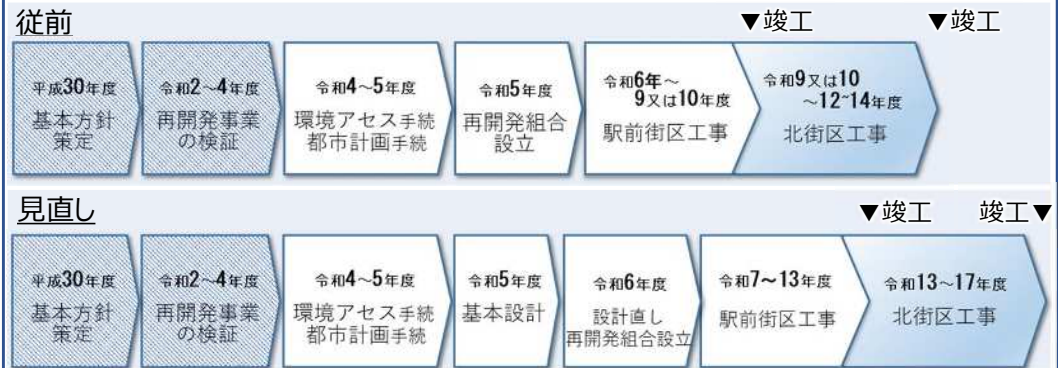 従前
▼竣工
▼竣工
平成30年度
基本方針
策定
令和2~4年度
再開発事業
の検証
令和4~5年度
環境アセス手続
都市計画手続
令和5年度
再開発組合
設立
令和6年~
9又は10年度
駅前街区工事
令和9又は10
~12~14年度
北街区工事
見直し
▼竣工
竣工▼
平成30年度
基本方針
策定
令和2~4年度
再開発事業
の検証
令和4~5年度
環境アセス手続
都市計画手続
令和5年度
基本設計
令和6年度
設計直し
再開発組合設立
令和7~13年度
駅前街区工事
令和13~17年度
北街区工事